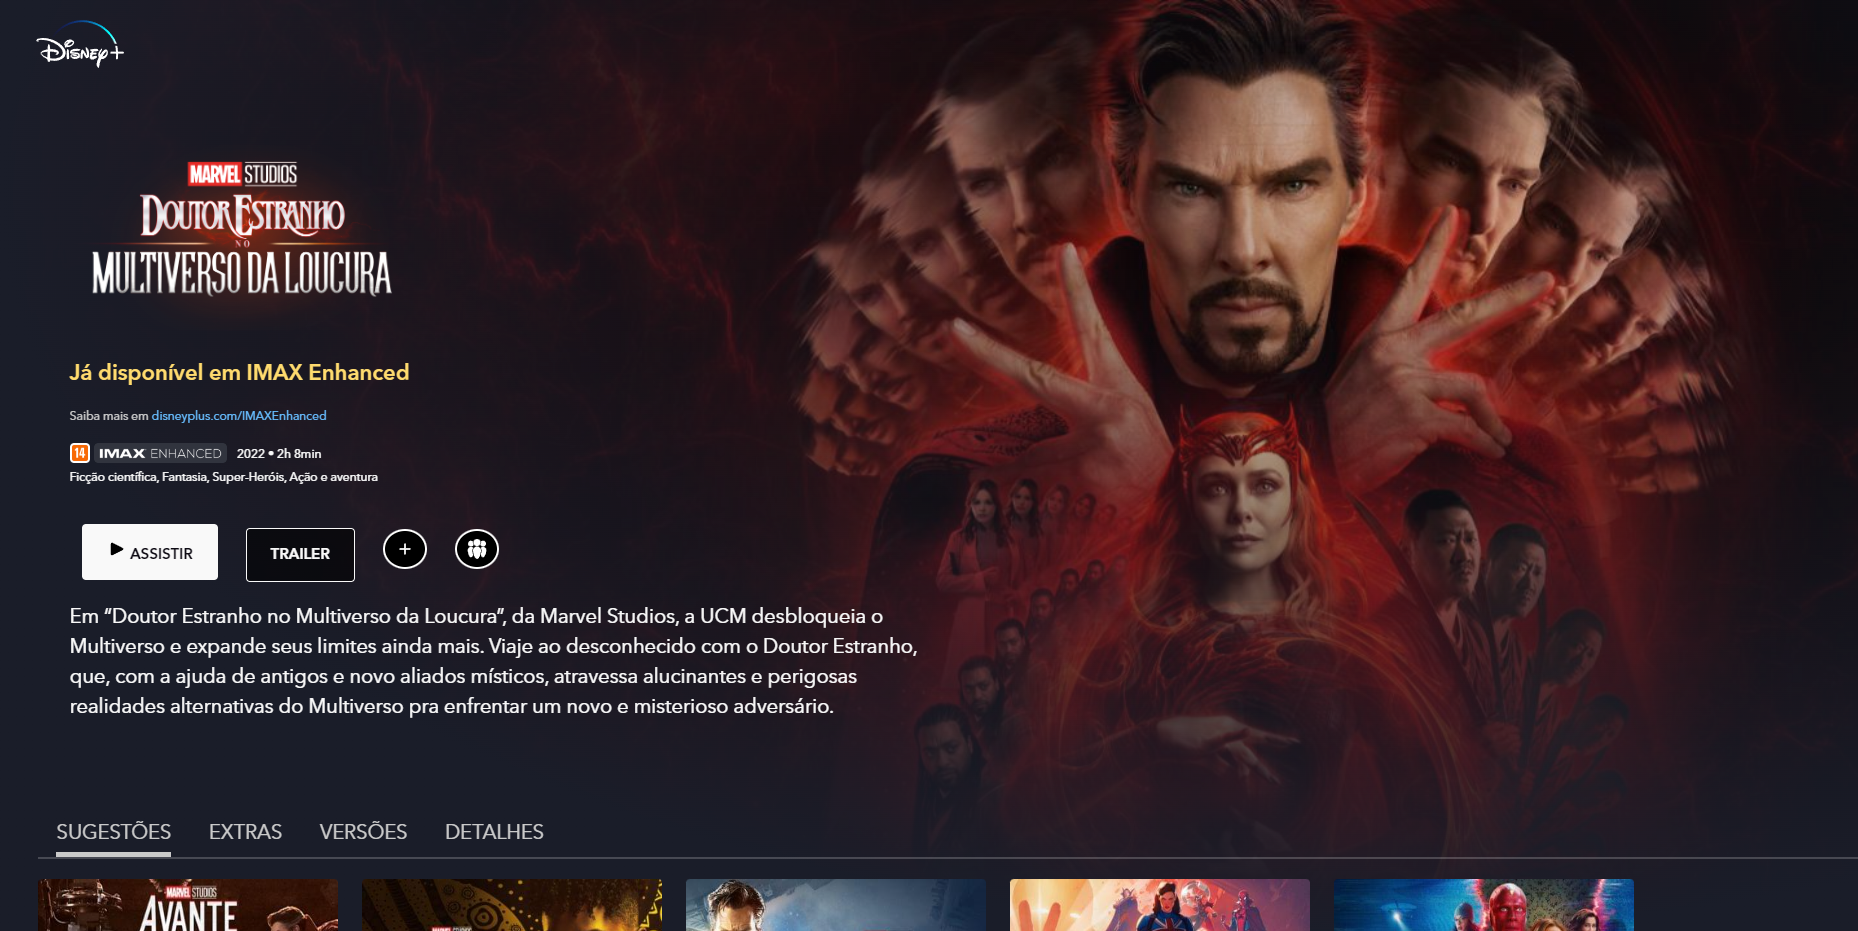 Disney+
MARVEL STUDIOS
DOUTOR ESTRANHO
NO
MULTIVERSO DA LOUCURA
Já disponível em IMAX Enhanced
Saiba mais em disneyplus.com/IMAXEnhanced
14 IMAX ENHANCED 2022 • 2h 8min
Ficção científica, Fantasia, Super-Heróis, Ação e aventura
ASSISTIR TRAILER +
Em “Doutor Estranho no Multiverso da Loucura”, da Marvel Studios, a UCM desbloqueia o
Multiverso e expande seus limites ainda mais. Viaje ao desconhecido com o Doutor Estranho,
que, com a ajuda de antigos e novo aliados místicos, atravessa alucinantes e perigosas
realidades alternativas do Multiverso pra enfrentar um novo e misterioso adversário.
SUGESTÕES EXTRAS VERSÕES DETALHES
MARVEL STUDIOS
AVANTE